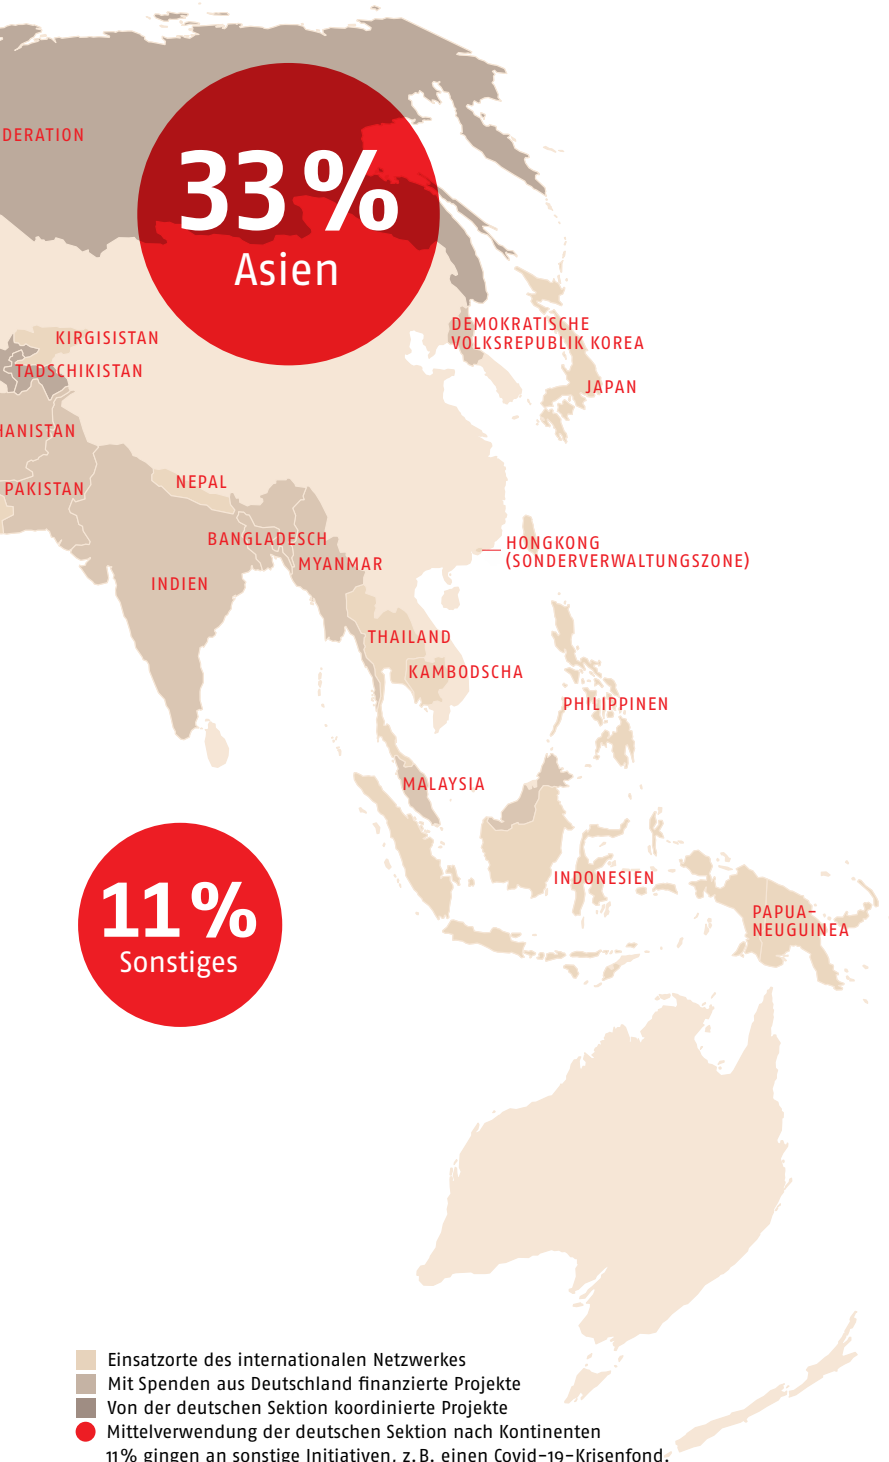 DERATION
33 %
Asien
KIRGISISTAN
TADSCHIKISTAN
HANISTAN
PAKISTAN
NEPAL
BANGLADESCH
MYANMAR
INDIEN
DEMOKRATISCHE
VOLKSREPUBLIK KOREA
JAPAN
HONGKONG
(SONDERVERWALTUNGSZONE)
THAILAND
KAMBODSCHA
PHILIPPINEN
MALAYSIA
INDONESIEN
PAPUA-
NEUGUINEA
11 %
Sonstiges
Einsatzorte des internationalen Netzwerkes
Mit Spenden aus Deutschland finanzierte Projekte
Von der deutschen Sektion koordinierte Projekte
Mittelverwendung der deutschen Sektion nach Kontinenten
11% gingen an sonstige Initiativen, z.B. einen Covid-19-Krisenfond.